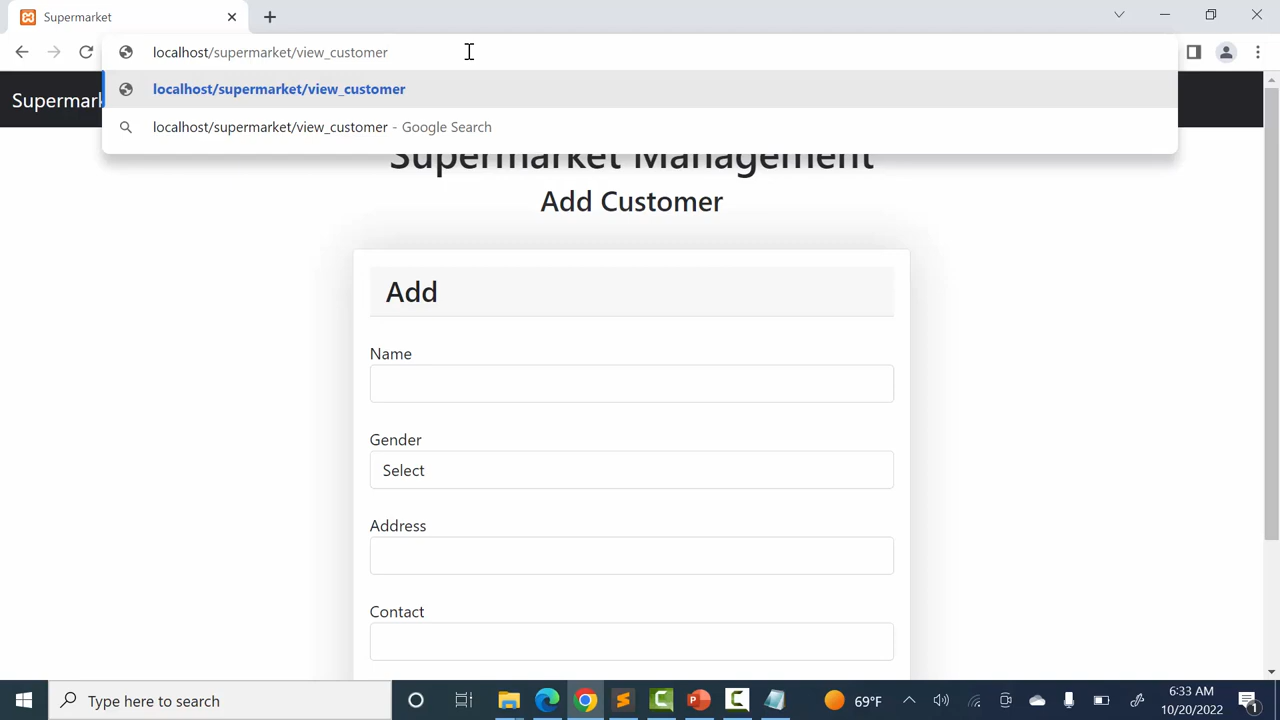 Supermarket
localhost/supermarket/view_customer
localhost/supermarket/view_customer
localhost/supermarket/view_customer - Google Search
Supermark
Supermarket Management
Add Customer
Add
Name
Gender
Select
Address
Contact
Type here to search
69°F
6:33 AM
10/20/2022
1